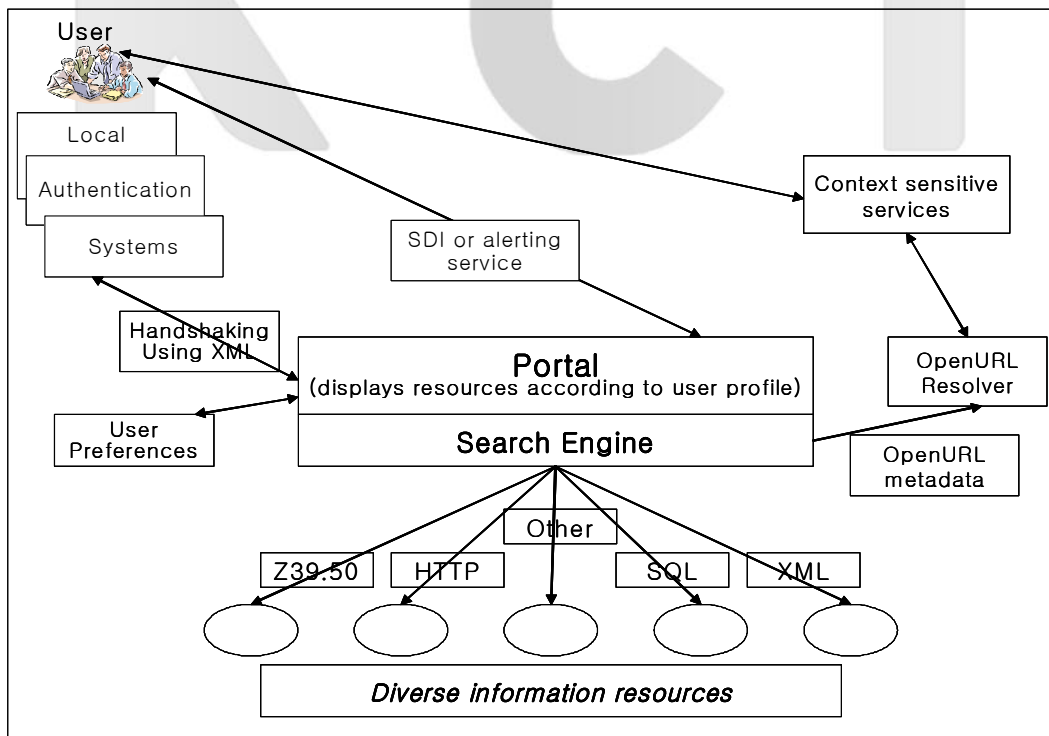 User
Local
Authentication
Systems
SDI or alerting
service
Context sensitive
services
Handshaking
Using XML
Portal
(displays resources according to user profile)
OpenURL
Resolver
User
Preferences
Search Engine
OpenURL
metadata
Other
Z39.50
HTTP
SQL
XML
Diverse information resources